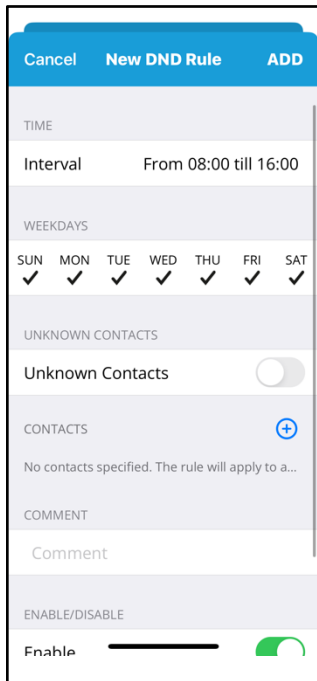 Cancel New DND Rule ADD
TIME
Interval From 08:00 till 16:00
WEEKDAYS
SUN MON TUE WED THU FRI SAT
UNKNOWN CONTACTS
Unknown Contacts
CONTACTS
No contacts specified. The rule will apply to a...
COMMENT
Comment
ENABLE/DISABLE
Enable